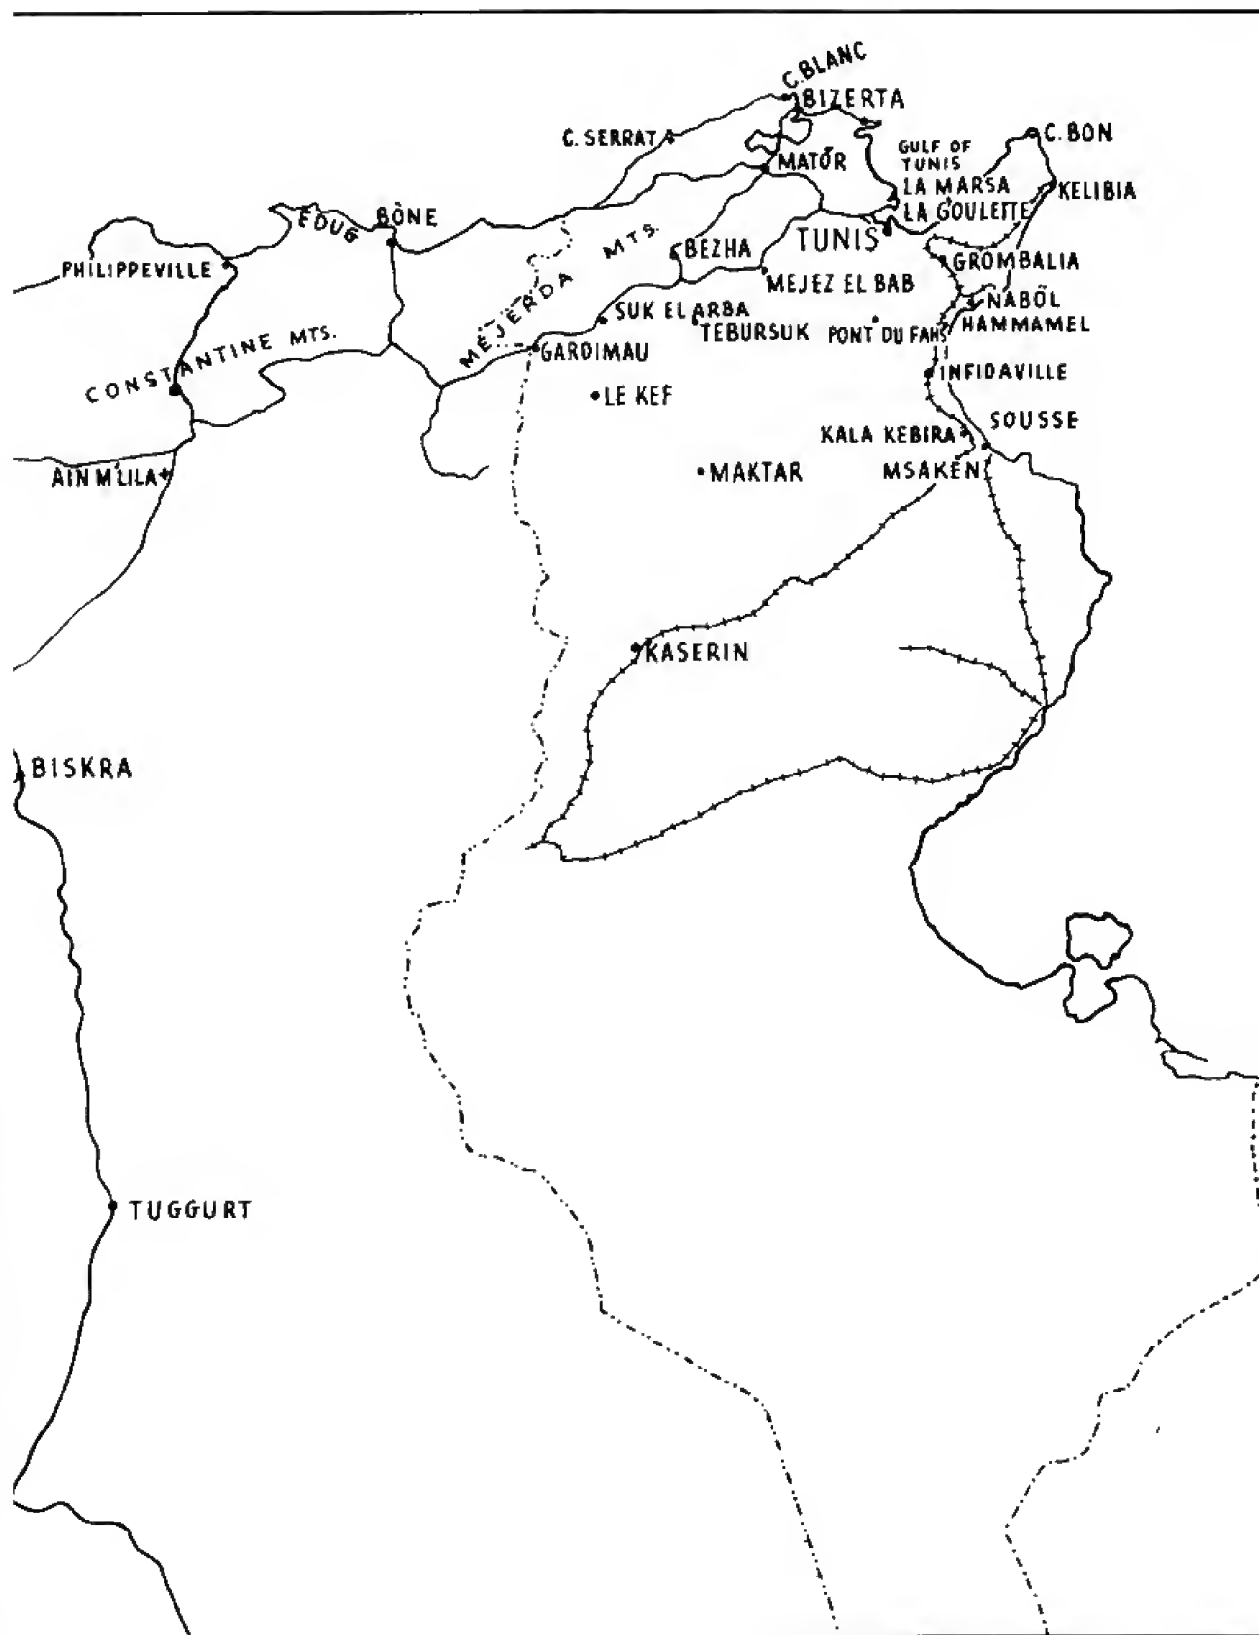 C. BLANC
BIZERTA
C. SERRAT
C. BON
GULF OF
TUNIS
MATŌR
LA MARSA
KELIBIA
LA GOULETTE
EDUG
BÔNE
TUNIS
MEJERDA MTS.
BEZHA
PHILIPPEVILLE
GROMBALIA
MEJEZ EL BAB
NABŌL
SUK EL ARBA
HAMMAMEL
TEBURSUK
PONT DU FAHS
CONSTANTINE MTS.
GARDIMAU
INFIDAVILLE
LE KEF
SOUSSE
KALA KEBIRA
AIN M'LILA
MAKTAR
MSAKEN
KASERIN
BISKRA
TUGGURT